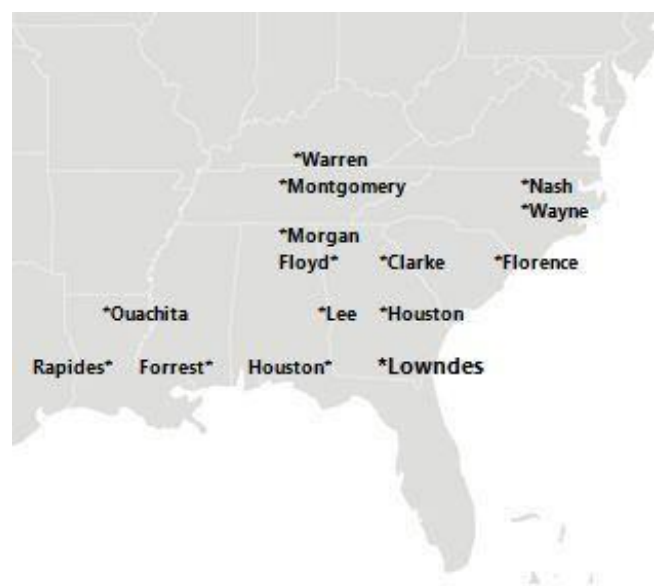 *Warren
*Montgomery
*Nash
*Wayne
*Morgan
Floyd*
*Clarke
*Florence
*Ouachita
*Lee
*Houston
Rapides*
Forrest*
Houston*
*Lowndes